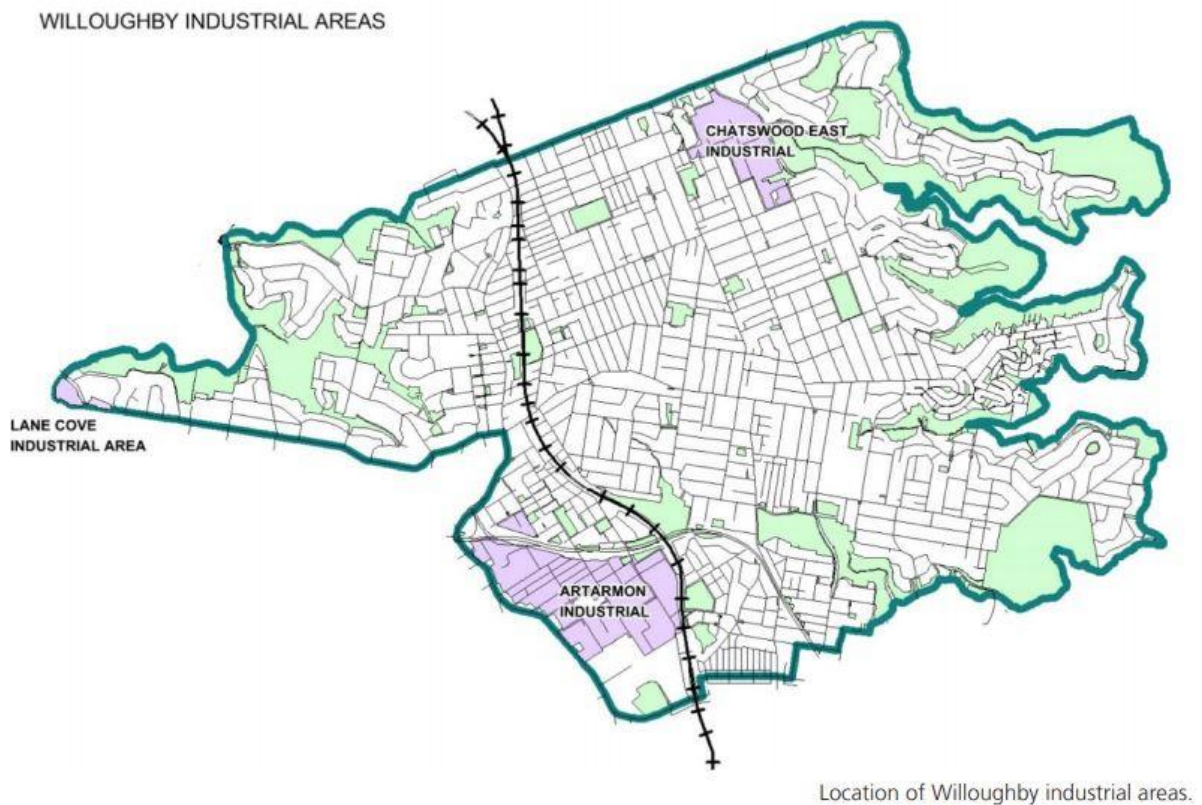 WILLOUGHBY INDUSTRIAL AREAS
CHATSWOOD EAST
INDUSTRIAL
LANE COVE
INDUSTRIAL AREA
ARTARMON
INDUSTRIAL
Location of Willoughby industrial areas.